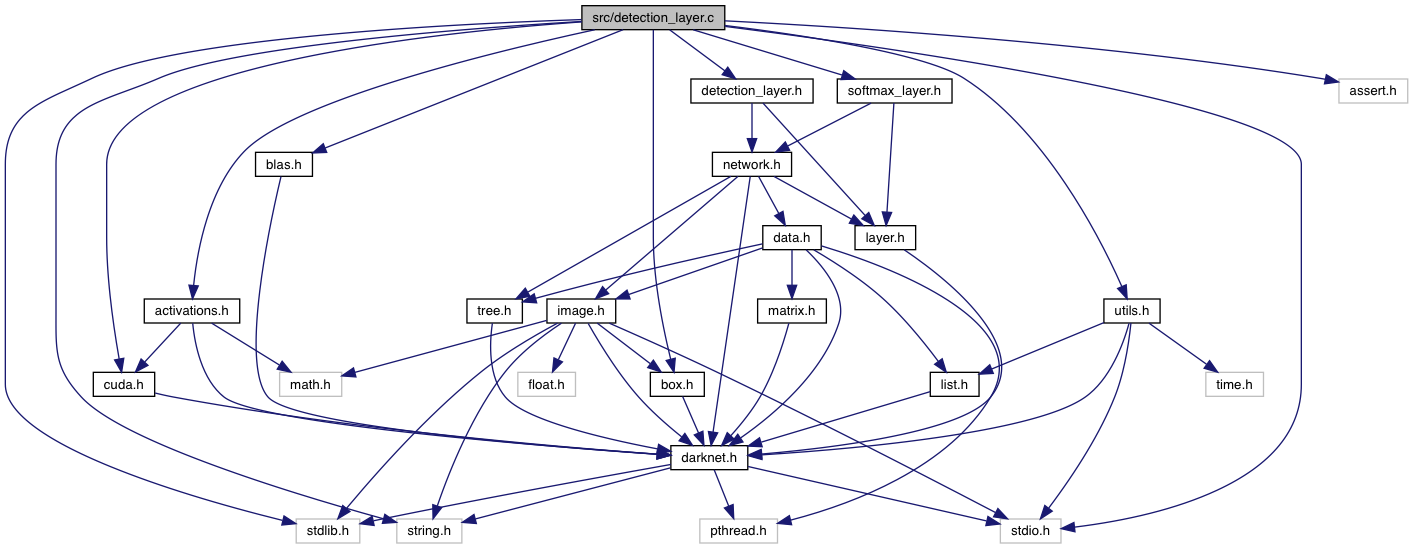 src/detection_layer.c
detection_layer.h
softmax_layer.h
assert.h
blas.h
network.h
data.h
layer.h
activations.h
tree.h
image.h
matrix.h
utils.h
cuda.h
math.h
float.h
box.h
list.h
time.h
darknet.h
stdlib.h
string.h
pthread.h
stdio.h